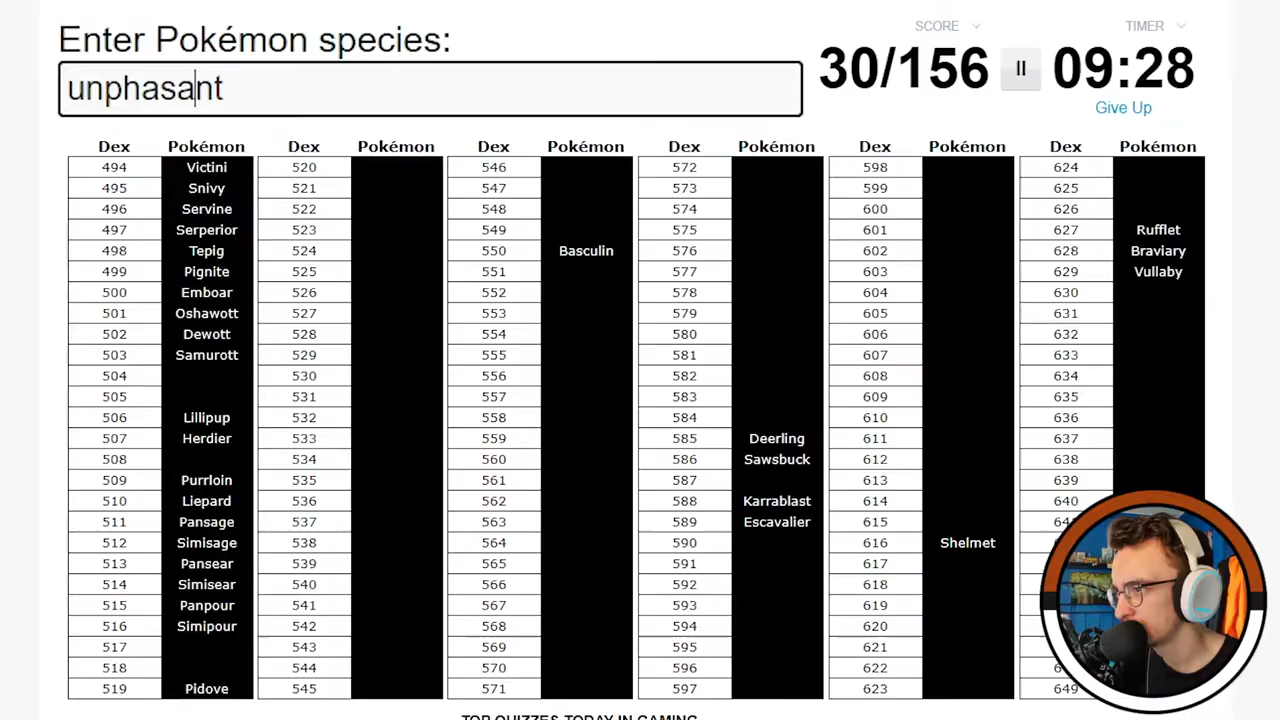 Enter Pokémon species:
SCORE
TIMER
unphasant
30/156
09:28
Give Up
Dex Pokémon Dex Pokémon Dex Pokémon Dex Pokémon Dex Pokémon Dex Pokémon
494 Victini 520 546 572 598 624
495 Snivy 521 547 573 599 625
496 Servine 522 548 574 600 626
497 Serperior 523 549 575 601 627 Rufflet
498 Tepig 524 550 Basculin 576 602 628 Braviary
499 Pignite 525 551 577 603 629 Vullaby
500 Emboar 526 552 578 604 630
501 Oshawott 527 553 579 605 631
502 Dewott 528 554 580 606 632
503 Samurott 529 555 581 607 633
504 530 556 582 608 634
505 531 557 583 609 635
506 Lillipup 532 558 584 610 636
507 Herdier 533 559 585 Deerling 611 637
508 534 560 586 Sawsbuck 612 638
509 Purrloin 535 561 587 613 639
510 Liepard 536 562 588 Karrablast 614 640
511 Pansage 537 563 589 Escavalier 615
512 Simisage 538 564 590 616 Shelmet
513 Pansear 539 565 591 617
514 Simisear 540 566 592 618
515 Panpour 541 567 593 619
516 Simipour 542 568 594 620
517 543 569 595 621
518 544 570 596 622
519 Pidove 545 571 597 623 649
TOP QUIZZES TODAY IN GAMING